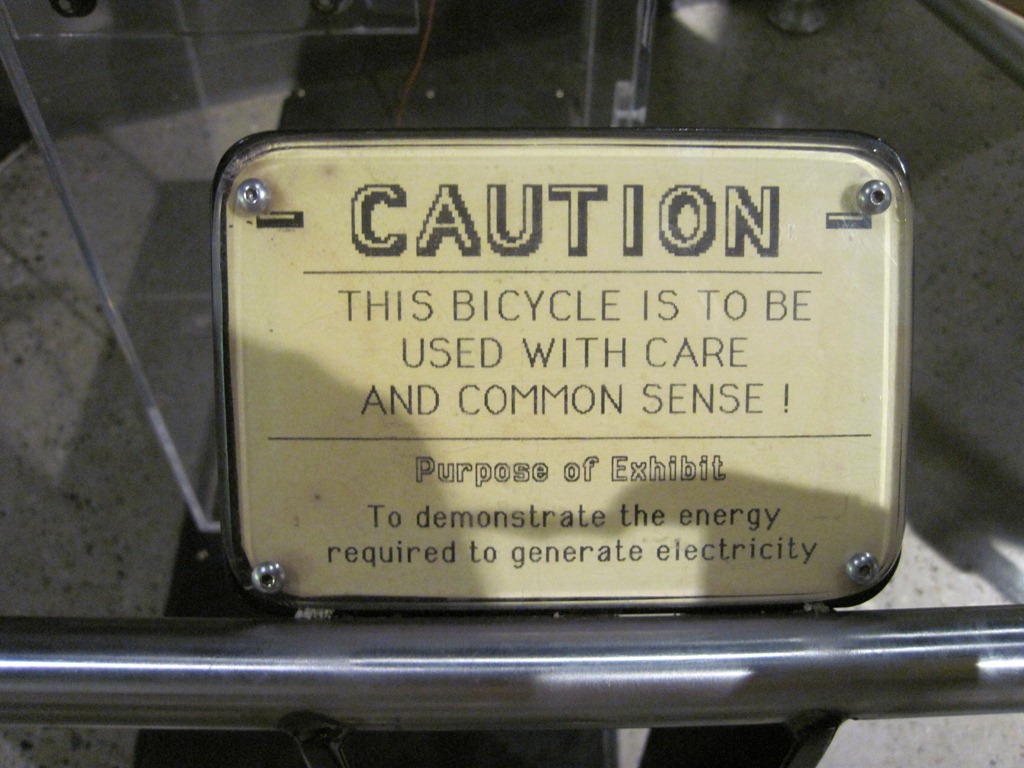 - CAUTION -
THIS BICYCLE IS TO BE
USED WITH CARE
AND COMMON SENSE !
Purpose of Exhibit
To demonstrate the energy
required to generate electricity